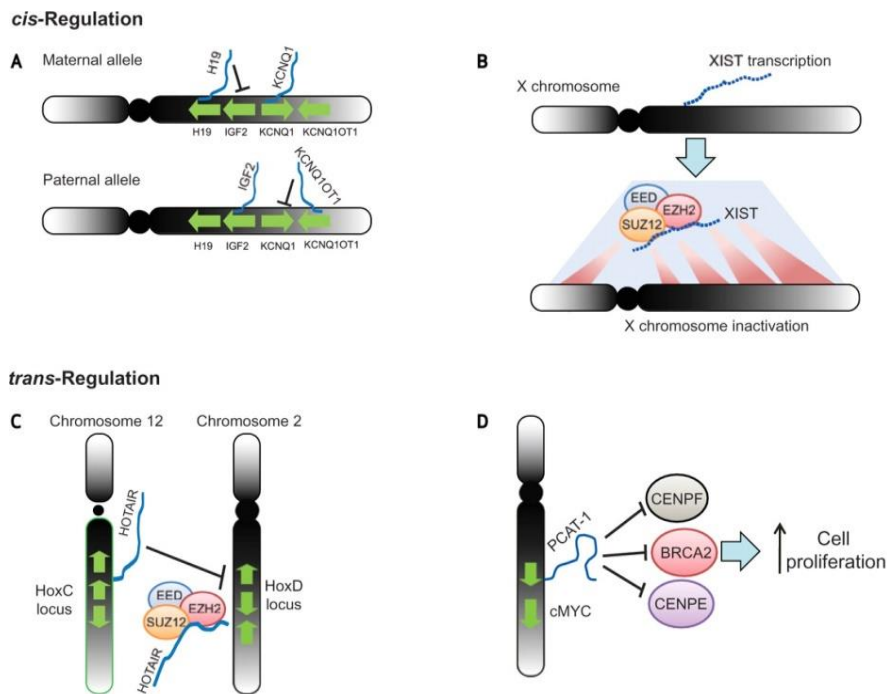 cis-Regulation
A
Maternal allele
H19
KCNQ1
H19 IGF2 KCNQ1 KCNQ1OT1
Paternal allele
IGF2
KCNQ1OT1
H19 IGF2 KCNQ1 KCNQ1OT1
B
XIST transcription
X chromosome
EED
EZH2
SUZ12
XIST
X chromosome inactivation
trans-Regulation
C
Chromosome 12 Chromosome 2
HOTAIR
HoxC
locus
EED
EZH2
SUZ12
HOTAIR
HoxD
locus
D
PCAT-1
cMYC
CENPF
BRCA2
CENPE
Cell
proliferation